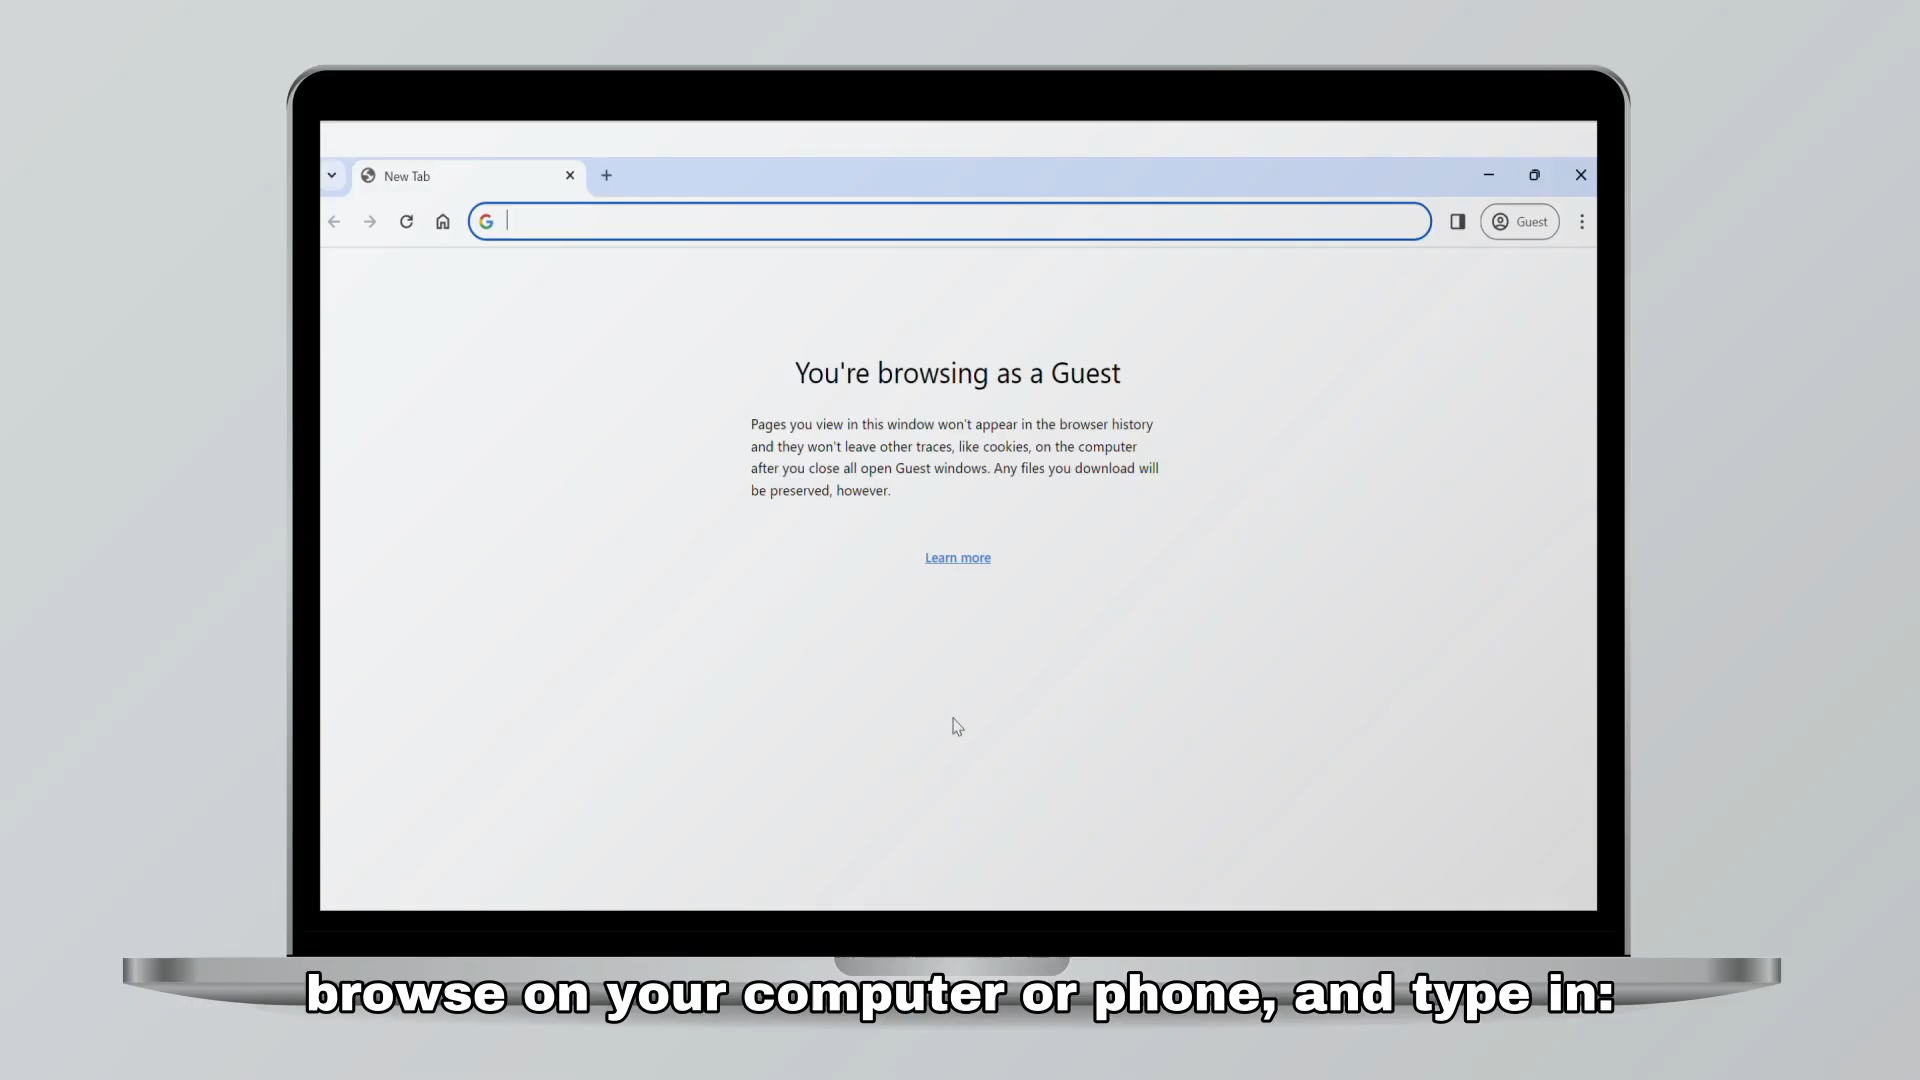 New Tab
Guest
You're browsing as a Guest
Pages you view in this window won't appear in the browser history
and they won't leave other traces, like cookies, on the computer
after you close all open Guest windows. Any files you download will
be preserved, however.
Learn more
browse on your computer or phone, and type in: